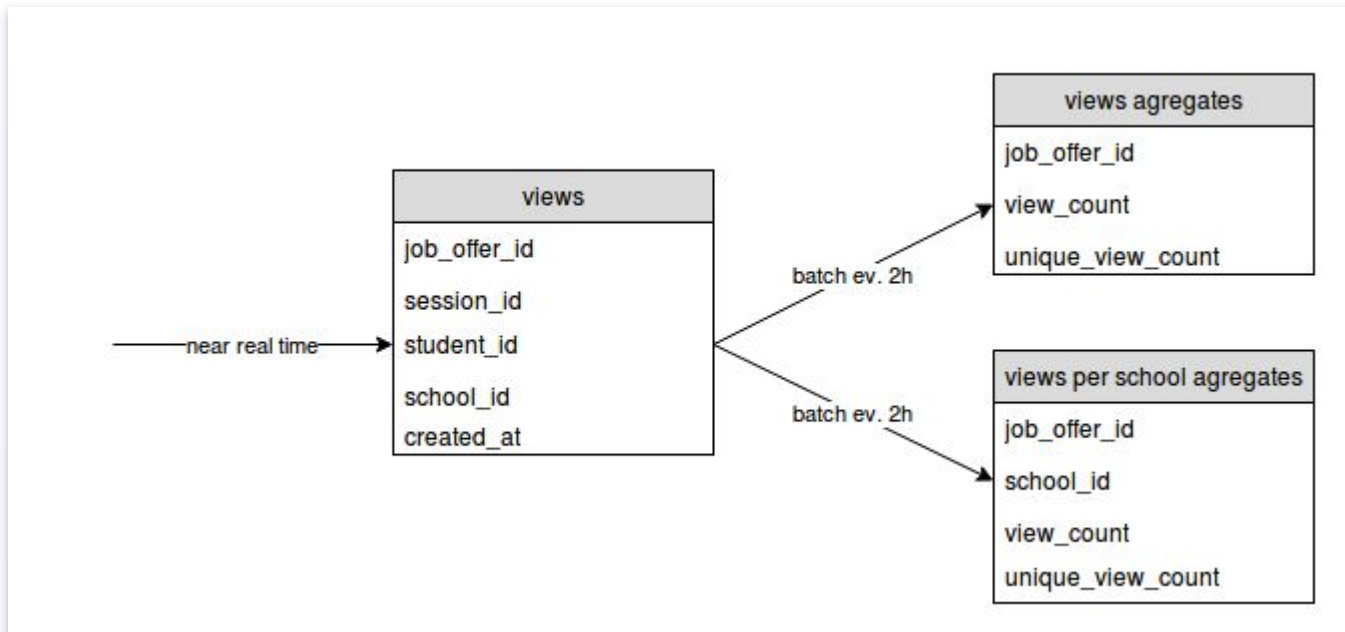 near real time
views
job_offer_id
session_id
student_id
school_id
created_at
batch ev. 2h
batch ev. 2h
views agregates
job_offer_id
view_count
unique_view_count
views per school agregates
job_offer_id
school_id
view_count
unique_view_count